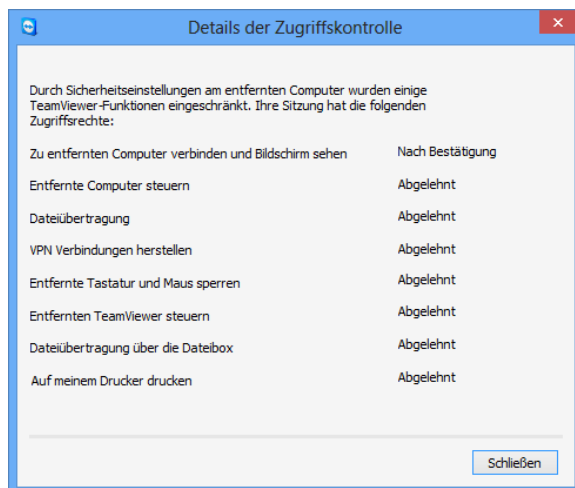 Details der Zugriffskontrolle
Durch Sicherheitseinstellungen am entfernten Computer wurden einige
TeamViewer-Funktionen eingeschränkt. Ihre Sitzung hat die folgenden
Zugriffsrechte:
Zu entfernten Computer verbinden und Bildschirm sehen Nach Bestätigung
Entfernte Computer steuern Abgelehnt
Dateiübertragung Abgelehnt
VPN Verbindungen herstellen Abgelehnt
Entfernte Tastatur und Maus sperren Abgelehnt
Entfernten TeamViewer steuern Abgelehnt
Dateiübertragung über die Dateibox Abgelehnt
Auf meinem Drucker drucken Abgelehnt
Schließen